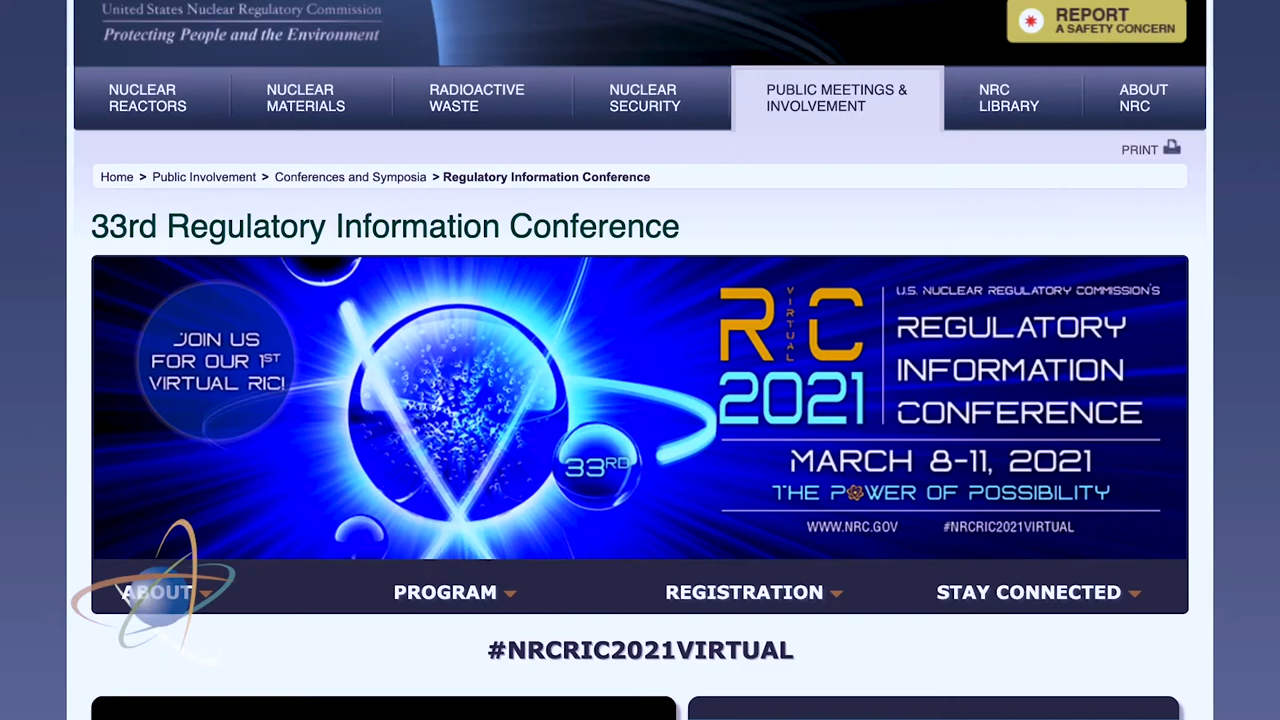 United States Nuclear Regulatory Commission
Protecting People and the Environment
REPORT
A SAFETY CONCERN
NUCLEAR
REACTORS
NUCLEAR
MATERIALS
RADIOACTIVE
WASTE
NUCLEAR
SECURITY
PUBLIC MEETINGS &
INVOLVEMENT
NRC
LIBRARY
ABOUT
NRC
PRINT
Home > Public Involvement > Conferences and Symposia > Regulatory Information Conference
33rd Regulatory Information Conference
JOIN US
FOR OUR 1ST
VIRTUAL RIC!
33RD
R VIRTUAL C
2021
U.S. NUCLEAR REGULATORY COMMISSION'S
REGULATORY
INFORMATION
CONFERENCE
MARCH 8-11, 2021
THE POWER OF POSSIBILITY
WWW.NRC.GOV #NRCRIC2021VIRTUAL
ABOUT PROGRAM REGISTRATION STAY CONNECTED
#NRCRIC2021VIRTUAL